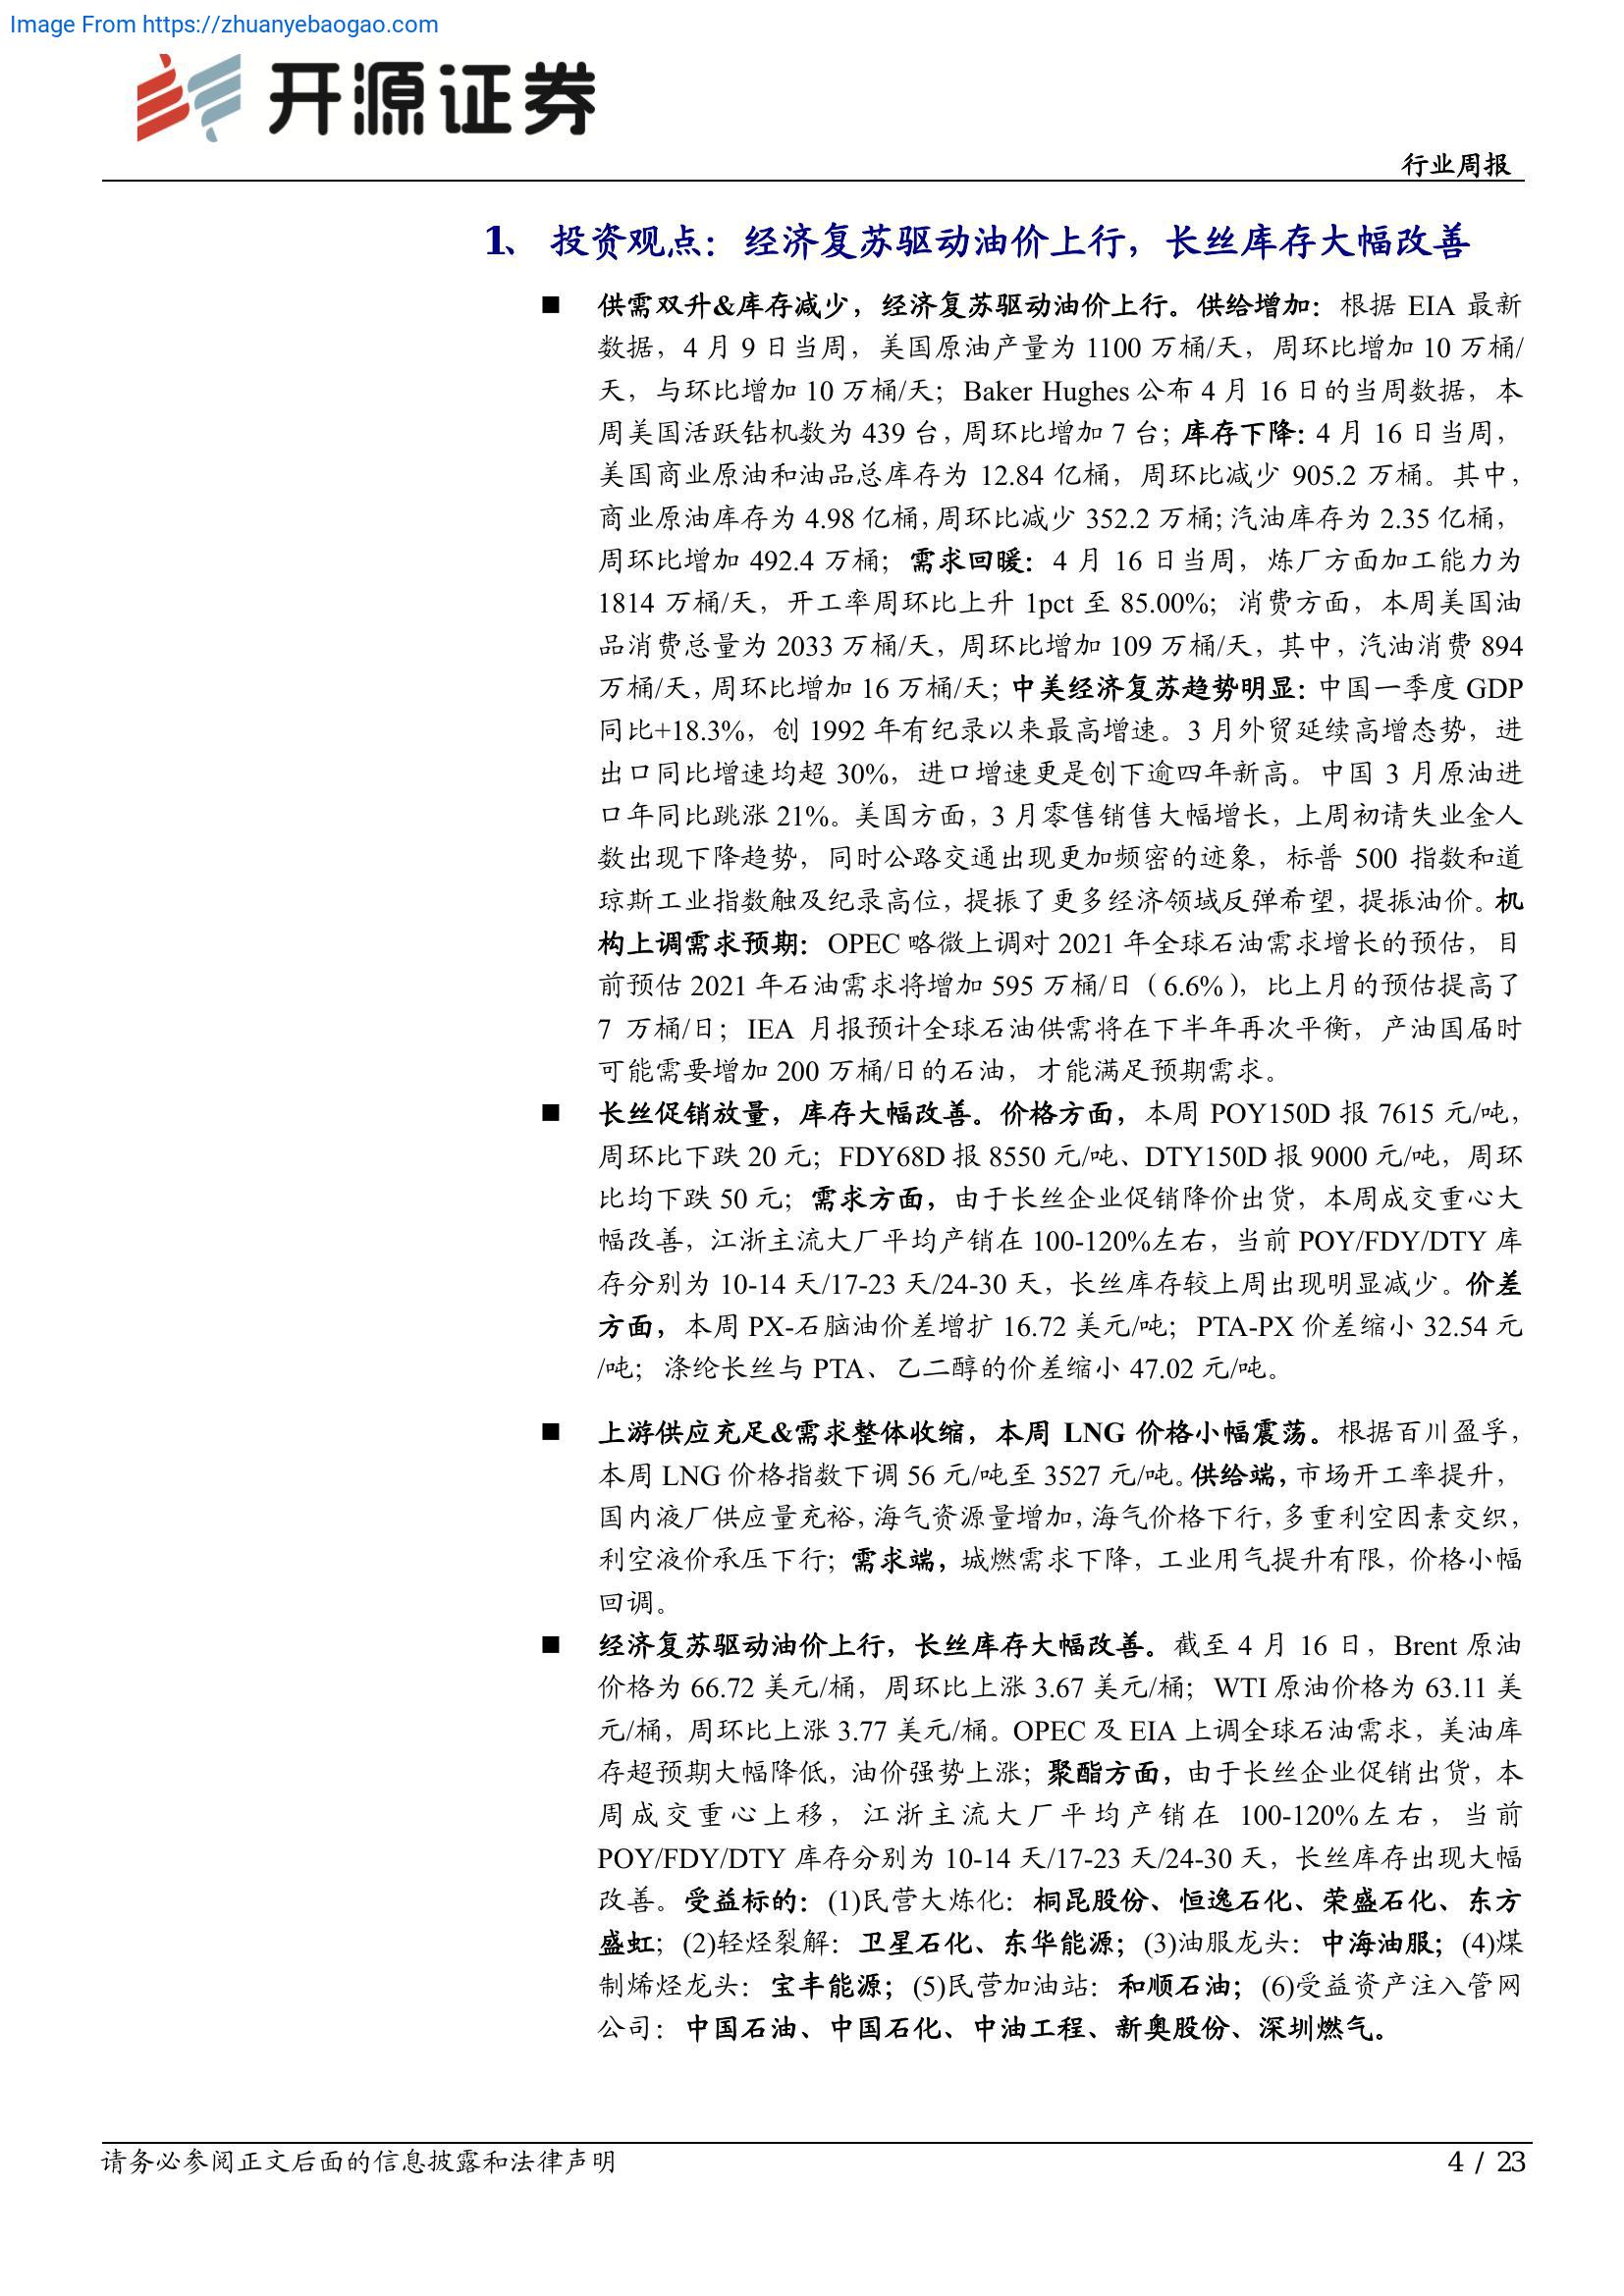 Image From https://zhuanyebaogao.com
开源证券
行业周报
1、 投资观点：经济复苏驱动油价上行，长丝库存大幅改善
■ 供需双升&库存减少，经济复苏驱动油价上行。供给增加：根据 EIA 最新
数据，4 月 9 日当周，美国原油产量为 1100 万桶/天，周环比增加 10 万桶/
天，与环比增加 10 万桶/天；Baker Hughes 公布 4 月 16 日的当周数据，本
周美国活跃钻机数为 439 台，周环比增加 7 台；库存下降：4 月 16 日当周，
美国商业原油和油品总库存为 12.84 亿桶，周环比减少 905.2 万桶。其中，
商业原油库存为 4.98 亿桶，周环比减少 352.2 万桶；汽油库存为 2.35 亿桶，
周环比增加 492.4 万桶；需求回暖：4 月 16 日当周，炼厂方面加工能力为
1814 万桶/天，开工率周环比上升 1pct 至 85.00%；消费方面，本周美国油
品消费总量为 2033 万桶/天，周环比增加 109 万桶/天，其中，汽油消费 894
万桶/天，周环比增加 16 万桶/天；中美经济复苏趋势明显：中国一季度 GDP
同比+18.3%，创 1992 年有纪录以来最高增速。3 月外贸延续高增态势，进
出口同比增速均超 30%，进口增速更是创下逾四年新高。中国 3 月原油进
口年同比跳涨 21%。美国方面，3 月零售销售大幅增长，上周初请失业金人
数出现下降趋势，同时公路交通出现更加频密的迹象，标普 500 指数和道
琼斯工业指数触及纪录高位，提振了更多经济领域反弹希望，提振油价。机
构上调需求预期：OPEC 略微上调对 2021 年全球石油需求增长的预估，目
前预估 2021 年石油需求将增加 595 万桶/日（6.6%），比上月的预估提高了
7 万桶/日；IEA 月报预计全球石油供需将在下半年再次平衡，产油国届时
可能需要增加 200 万桶/日的石油，才能满足预期需求。
■ 长丝促销放量，库存大幅改善。价格方面，本周 POY150D 报 7615 元/吨，
周环比下跌 20 元；FDY68D 报 8550 元/吨、DTY150D 报 9000 元/吨，周环
比均下跌 50 元；需求方面，由于长丝企业促销降价出货，本周成交重心大
幅改善，江浙主流大厂平均产销在 100-120%左右，当前 POY/FDY/DTY 库
存分别为 10-14 天/17-23 天/24-30 天，长丝库存较上周出现明显减少。价差
方面，本周 PX-石脑油价差增扩 16.72 美元/吨；PTA-PX 价差缩小 32.54 元
/吨；涤纶长丝与 PTA、乙二醇的价差缩小 47.02 元/吨。
■ 上游供应充足&需求整体收缩，本周 LNG 价格小幅震荡。根据百川盈孚，
本周 LNG 价格指数下调 56 元/吨至 3527 元/吨。供给端，市场开工率提升，
国内液厂供应量充裕，海气资源量增加，海气价格下行，多重利空因素交织，
利空液价承压下行；需求端，城燃需求下降，工业用气提升有限，价格小幅
回调。
■ 经济复苏驱动油价上行，长丝库存大幅改善。截至 4 月 16 日，Brent 原油
价格为 66.72 美元/桶，周环比上涨 3.67 美元/桶；WTI 原油价格为 63.11 美
元/桶，周环比上涨 3.77 美元/桶。OPEC 及 EIA 上调全球石油需求，美油库
存超预期大幅降低，油价强势上涨；聚酯方面，由于长丝企业促销出货，本
周成交重心上移，江浙主流大厂平均产销在 100-120%左右，当前
POY/FDY/DTY 库存分别为 10-14 天/17-23 天/24-30 天，长丝库存出现大幅
改善。受益标的：(1)民营大炼化：桐昆股份、恒逸石化、荣盛石化、东方
盛虹；(2)轻烃裂解：卫星石化、东华能源；(3)油服龙头：中海油服；(4)煤
制烯烃龙头：宝丰能源；(5)民营加油站：和顺石油；(6)受益资产注入管网
公司：中国石油、中国石化、中油工程、新奥股份、深圳燃气。
请务必参阅正文后面的信息披露和法律声明
4 / 23